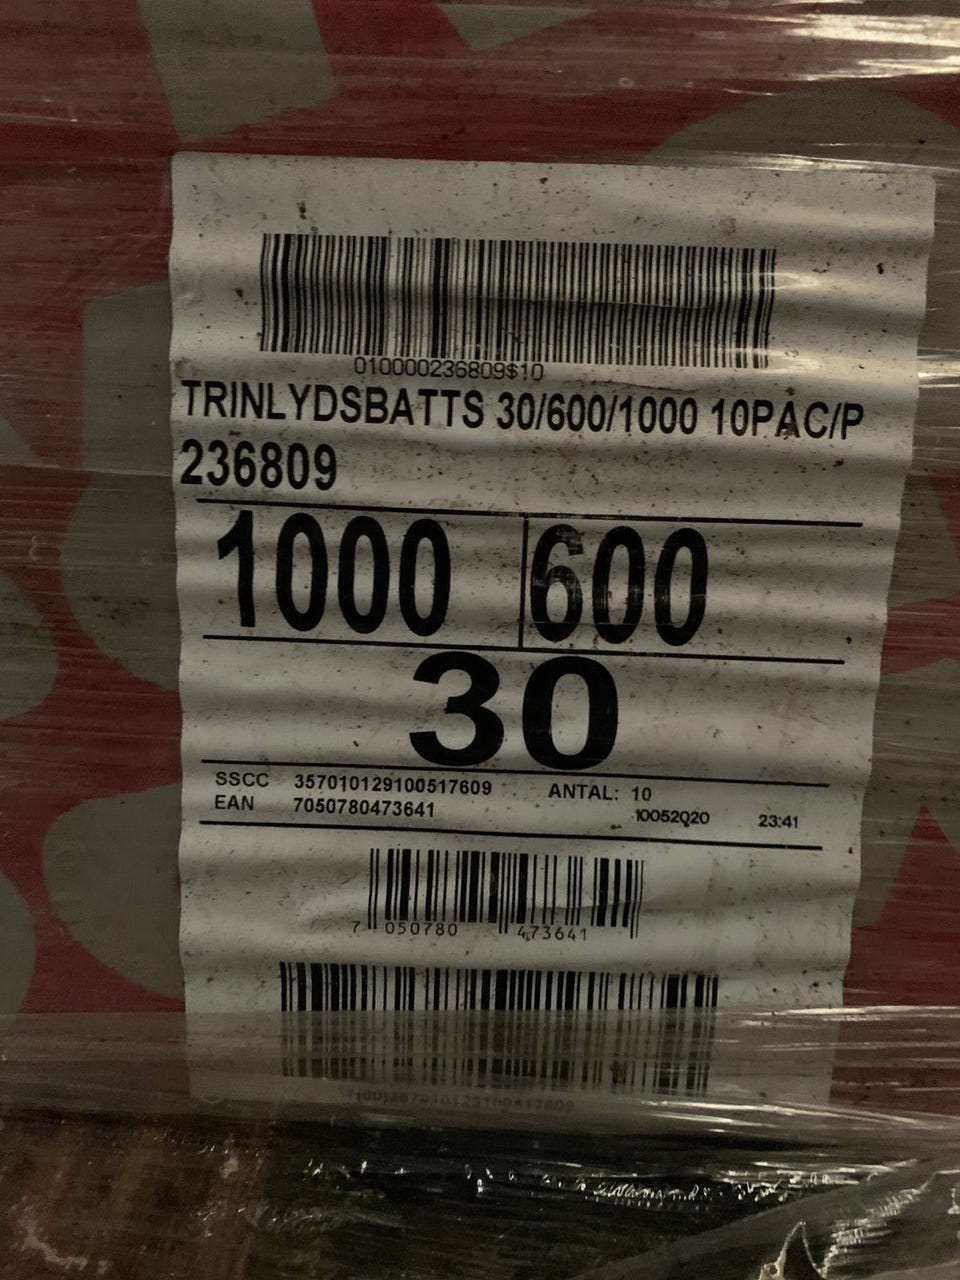 010000236809$10
TRINLYDSBATTS 30/600/1000 10PAC/P
236809
1000 600
30
SSCC 357010129100517609 ANTAL: 10
EAN 7050780473641 10052020 23:41
7 050780 473641